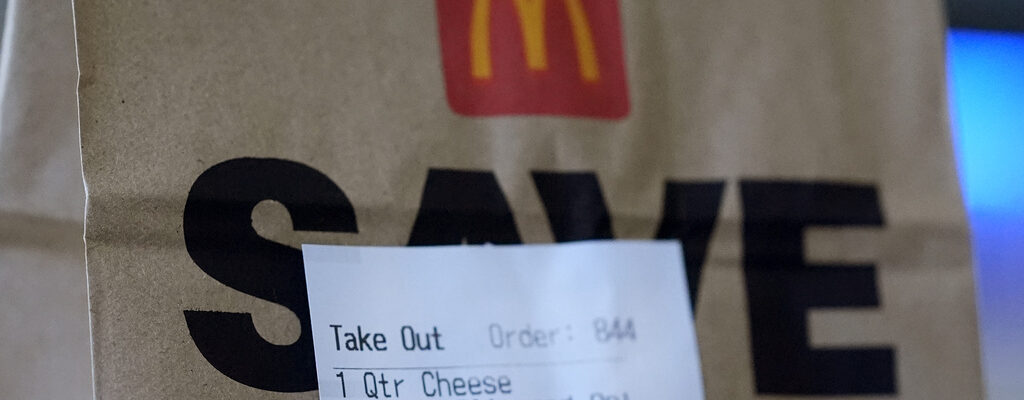 SAVE
Take Out Order: 844
1 Qtr Cheese